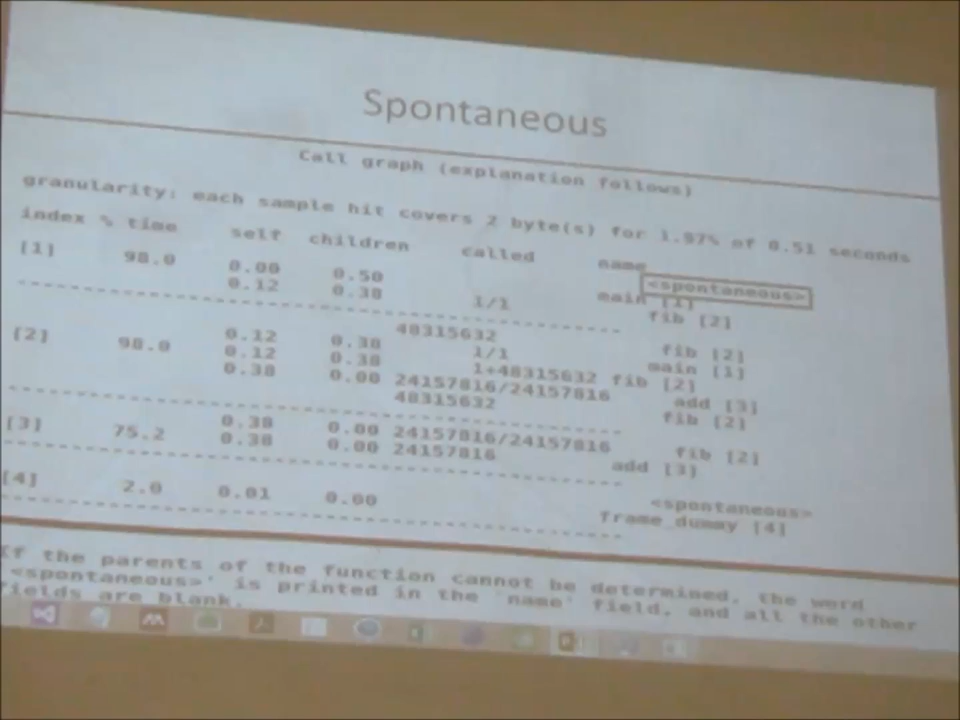 Spontaneous
Call graph (explanation follows)
granularity: each sample hit covers 2 byte(s) for 1.97% of 0.51 seconds
index % time self children called name
<spontaneous>
[1] 98.0 0.00 0.50 main [1]
0.12 0.38 1/1 fib [2]
-----------------------------------------------
48315632 fib [2]
0.12 0.38 1/1 main [1]
[2] 98.0 0.12 0.38 1+48315632 fib [2]
0.38 0.00 24157816/24157816 add [3]
48315632 fib [2]
-----------------------------------------------
0.38 0.00 24157816/24157816 fib [2]
[3] 75.2 0.38 0.00 24157816 add [3]
-----------------------------------------------
<spontaneous>
[4] 2.0 0.01 0.00 frame_dummy [4]
-----------------------------------------------
If the parents of the function cannot be determined, the word
`<spontaneous>' is printed in the `name' field, and all the other
fields are blank.